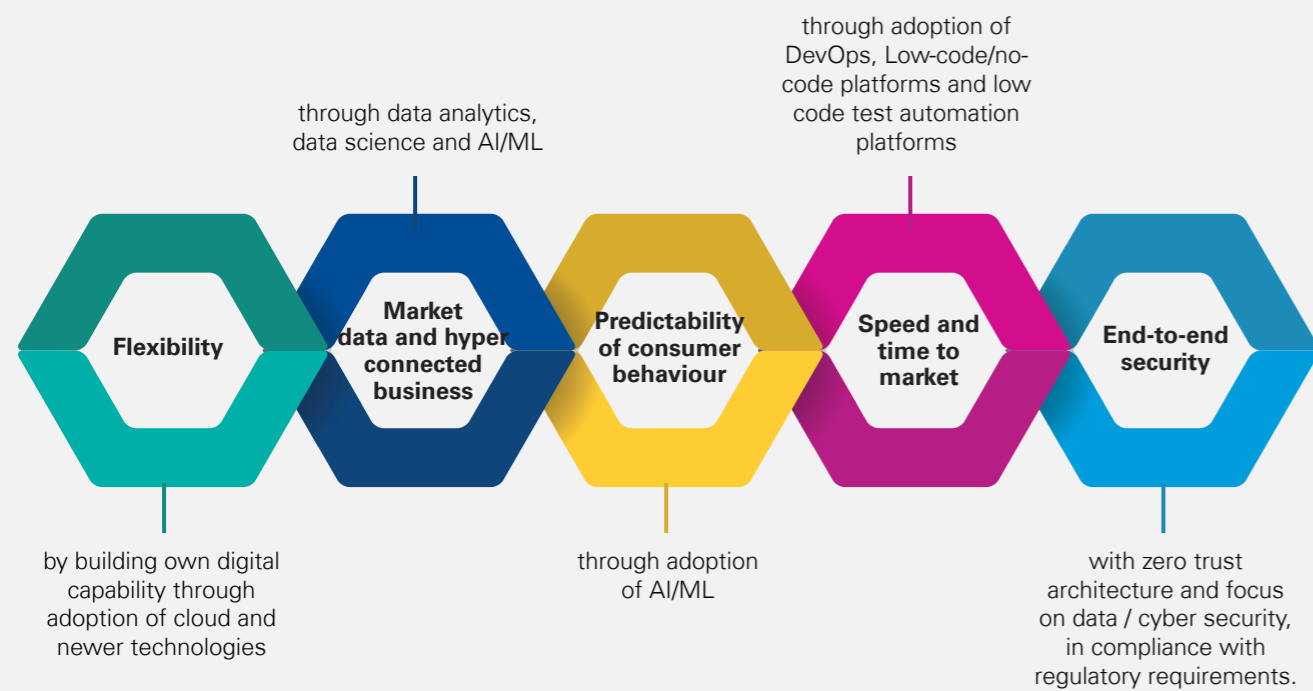 through adoption of
DevOps, Low-code/no-
code platforms and low
code test automation
platforms
through data analytics,
data science and AI/ML
Flexibility
Market
data and hyper
connected
business
Predictability
of consumer
behaviour
Speed and
time to
market
End-to-end
security
by building own digital
capability through
adoption of cloud and
newer technologies
through adoption
of AI/ML
with zero trust
architecture and focus
on data / cyber security,
in compliance with
regulatory requirements.